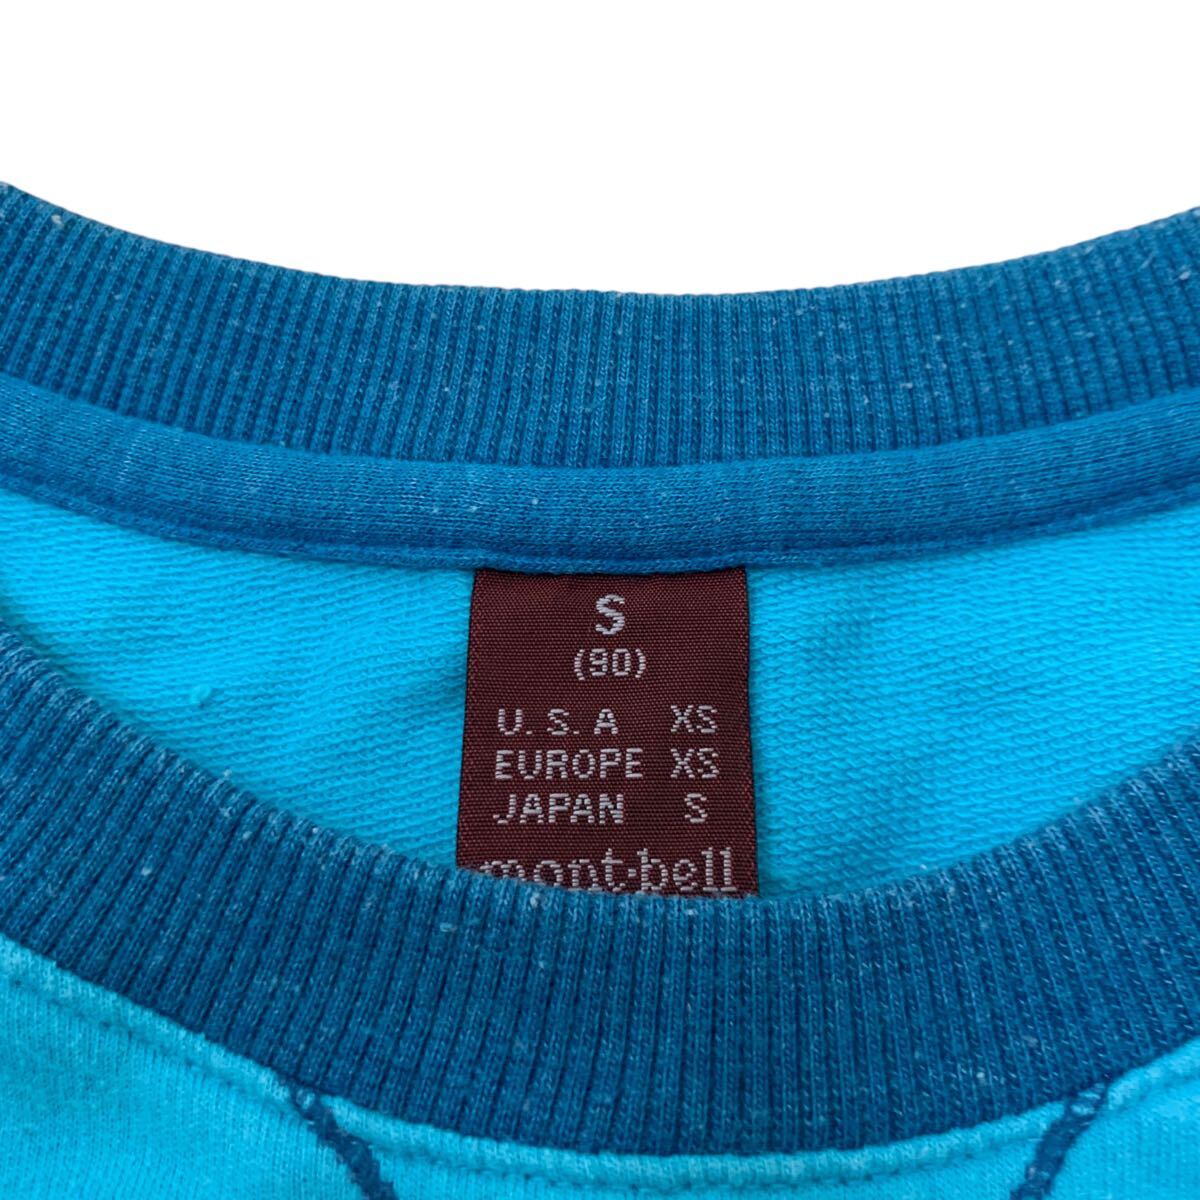 S
(90)
U.S.A XS
EUROPE XS
JAPAN S
mont-bell